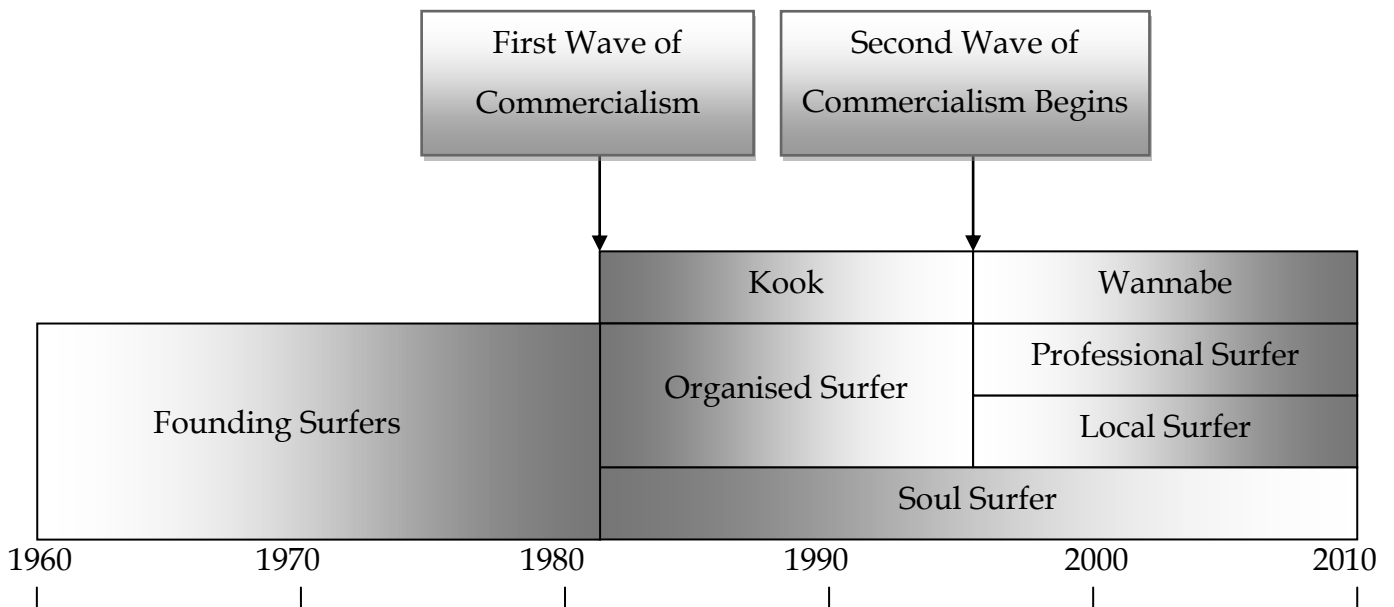 First Wave of
Commercialism
Second Wave of
Commercialism Begins
Kook
Wannabe
Founding Surfers
Organised Surfer
Professional Surfer
Local Surfer
Soul Surfer
1960 1970 1980 1990 2000 2010